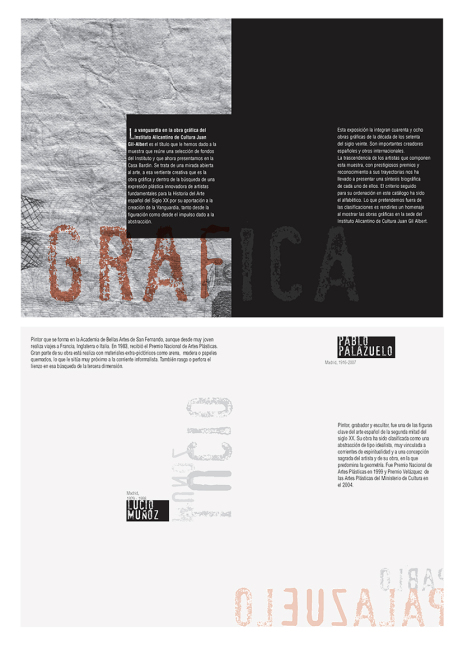 La vanguardia en la obra gráfica del
Instituto Alicantino de Cultura Juan
Gil-Albert es el título que le hemos dado a la
muestra que reúne una selección de fondos
del Instituto y que ahora presentamos en la
Casa Bardín. Se trata de una mirada abierta
al arte, a esa vertiente creativa que es la
obra gráfica y dentro de la búsqueda de una
expresión plástica innovadora de artistas
fundamentales para la Historia del Arte
español del Siglo XX por su aportación a la
creación de la Vanguardia, tanto desde la
figuración como desde el impulso dado a la
abstracción.
Esta exposición la integran cuarenta y ocho
obras gráficas de la década de los setenta
del siglo veinte. Son importantes creadores
españoles y otros internacionales.
La trascendencia de los artistas que componen
esta muestra, con prestigiosos premios y
reconocimiento a sus trayectorias nos ha
llevado a presentar una síntesis biográfica
de cada uno de ellos. El criterio seguido
para su ordenación en este catálogo ha sido
el alfabético. Lo que pretendemos fuera de
las clasificaciones es rendirles un homenaje
al mostrar las obras gráficas en la sede del
Instituto Alicantino de Cultura Juan Gil Albert.
GRAFICA
Pintor que se forma en la Academia de Bellas Artes de San Fernando, aunque desde muy joven
realiza viajes a Francia, Inglaterra e Italia. En 1993, recibió el Premio Nacional de Artes Plásticas.
Gran parte de su obra está realiza con materiales extra-pictóricos como arena, madera o papeles
quemados, lo que le sitúa muy próximo a la corriente informalista. También rasga o perfora el
lienzo en esa búsqueda de la tercera dimensión.
LUCIO
MUÑOZ
Madrid,
1929 - 1998
LUCIO
MUÑOZ
PABLO
PALAZUELO
Madrid, 1916-2007
Pintor, grabador y escultor. fue una de las figuras
clave del arte español de la segunda mitad del
siglo XX. Su obra ha sido clasificada como una
abstracción de tipo idealista, muy vinculada a
corrientes de espiritualidad y a una concepción
sagrada del artista y de su obra, en la que
predomina la geometría. Fue Premio Nacional de
Artes Plásticas en 1999 y Premio Velázquez de
las Artes Plásticas del Ministerio de Cultura en
el 2004.
PABLO
PALAZUELO